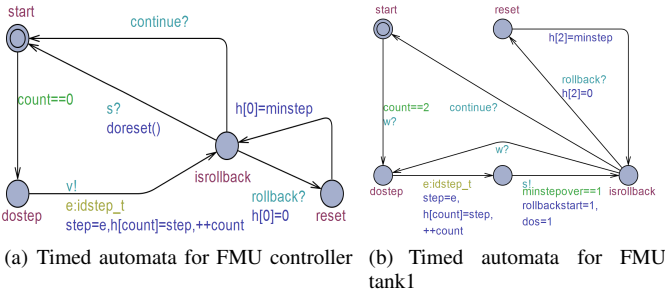 start
continue?
count==0
s?
doreset()
h[0]=minstep
isrollback
v!
e:idstep_t
step=e,h[count]=step,++count
dostep
rollback?
h[0]=0
reset
(a) Timed automata for FMU controller
start
reset
h[2]=minstep
rollback?
h[2]=0
count==2
w?
continue?
w?
dostep
e:idstep_t
step=e,
h[count]=step,
++count
s!
minstepover==1
rollbackstart=1,
dos=1
isrollback
(b) Timed automata for FMU
tank1